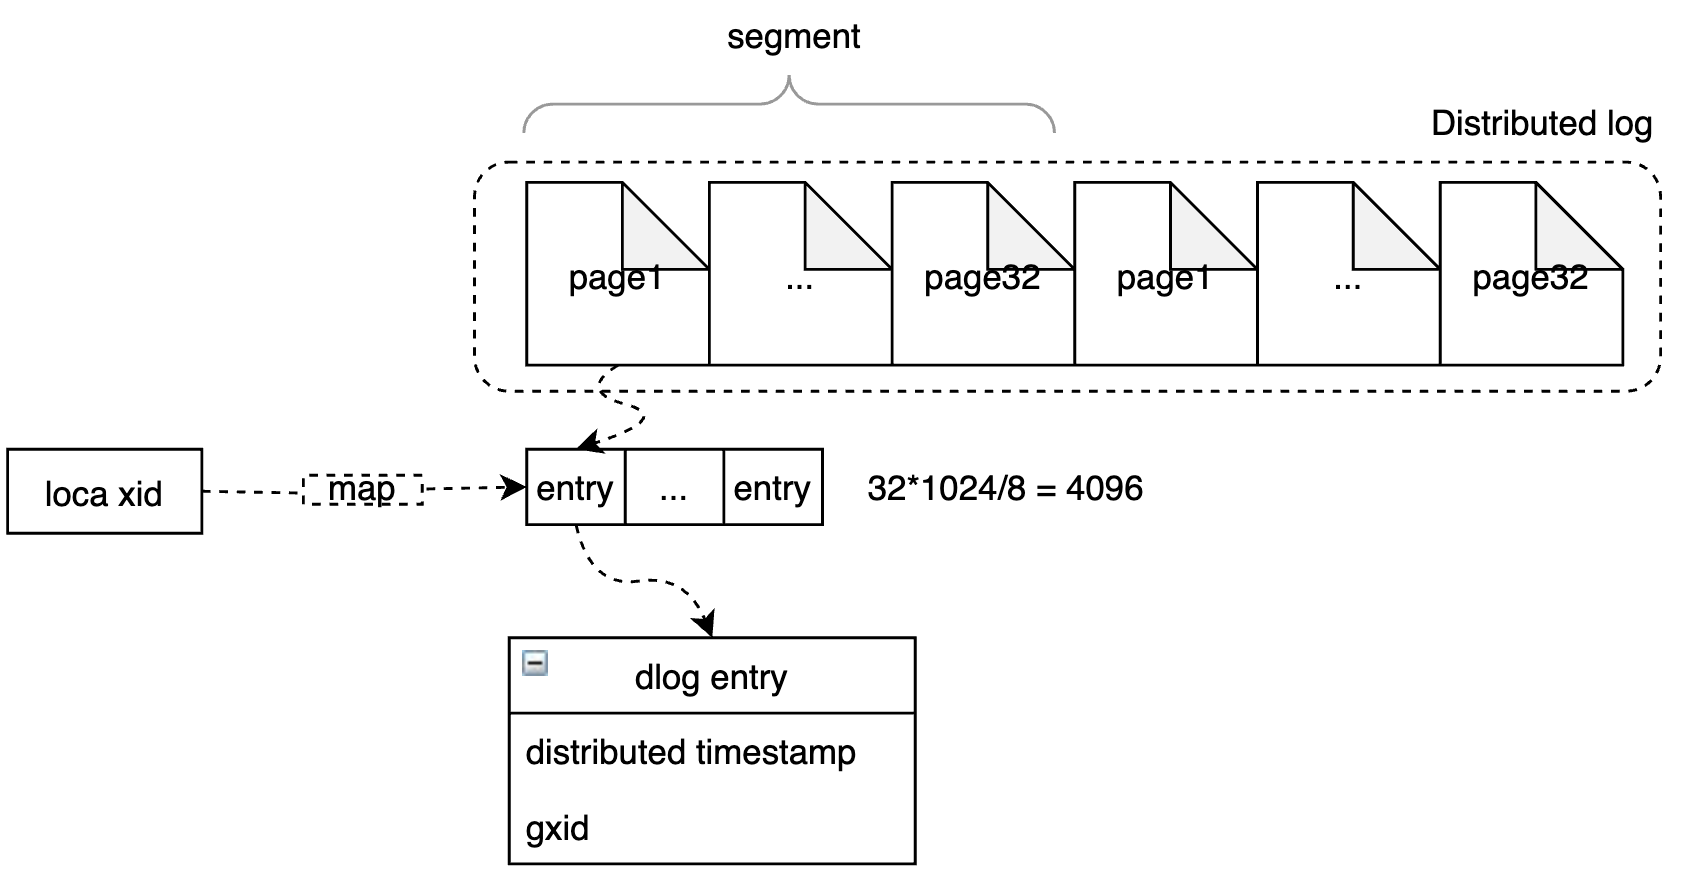 segment
Distributed log
page1
...
page32
page1
...
page32
loca xid
map
entry
...
entry
32*1024/8 = 4096
dlog entry
distributed timestamp
gxid